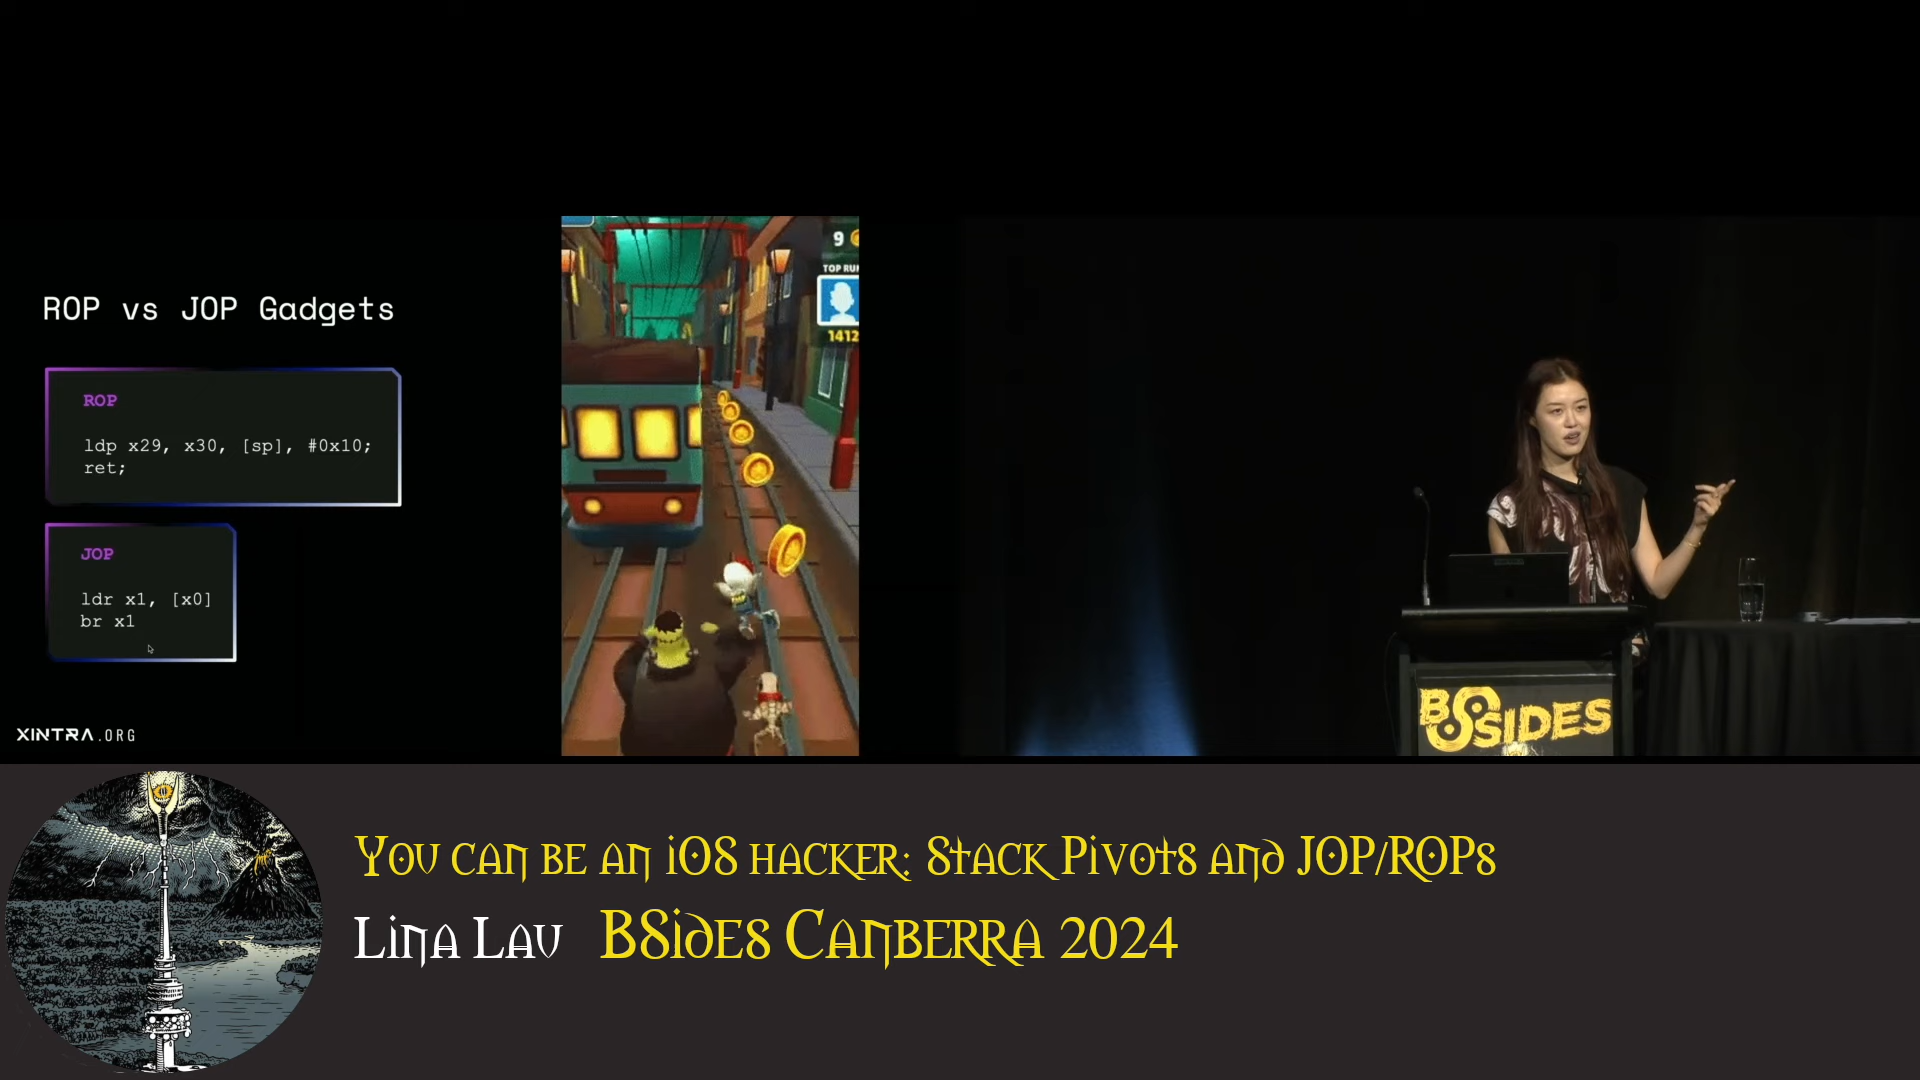 ROP vs JOP Gadgets
ROP
ldp x29, x30, [sp], #0x10;
ret;
JOP
ldr x1, [x0]
br x1
XINTRA.ORG
9
TOP RUN
1412
BSIDES
You can be an iOS hacker: Stack Pivots and JOP/ROPs
Lina Lau BSides Canberra 2024